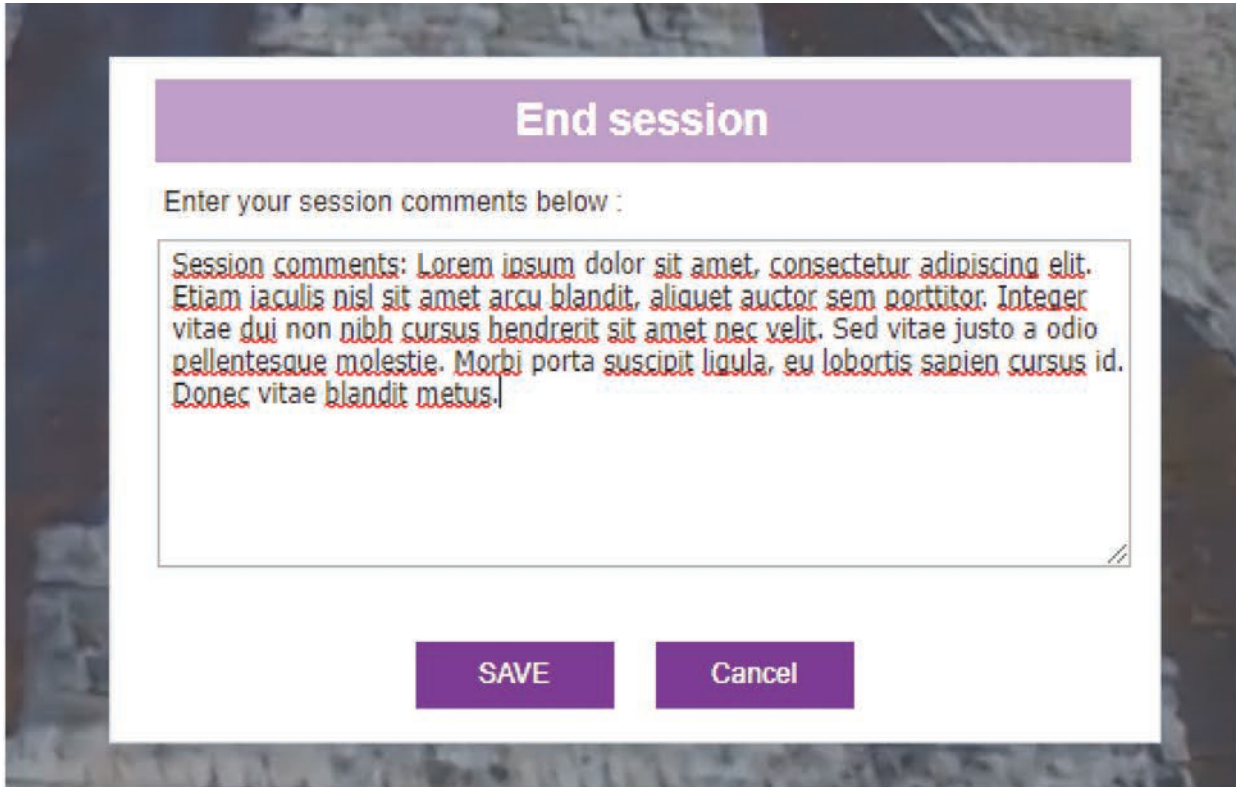 End session
Enter your session comments below :
Session comments: Lorem ipsum dolor sit amet, consectetur adipiscing elit.
Etiam iaculis nisl sit amet arcu blandit, aliquet auctor sem porttitor. Integer
vitae dui non nibh cursus hendrerit sit amet nec velit. Sed vitae justo a odio
pellentesque molestie. Morbi porta suscipit ligula, eu lobortis sapien cursus id.
Donec vitae blandit metus.
SAVE Cancel